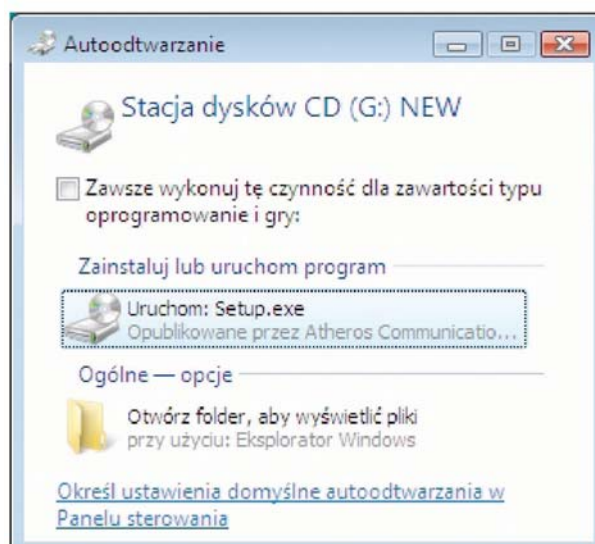 Autoodtwarzanie
Stacja dysków CD (G:) NEW
Zawsze wykonuj tę czynność dla zawartości typu
oprogramowanie i gry:
Zainstaluj lub uruchom program
Uruchom: Setup.exe
Opublikowane przez Atheros Communicatio...
Ogólne — opcje
Otwórz folder, aby wyświetlić pliki
przy użyciu: Eksplorator Windows
Określ ustawienia domyślne autoodtwarzania w
Panelu sterowania